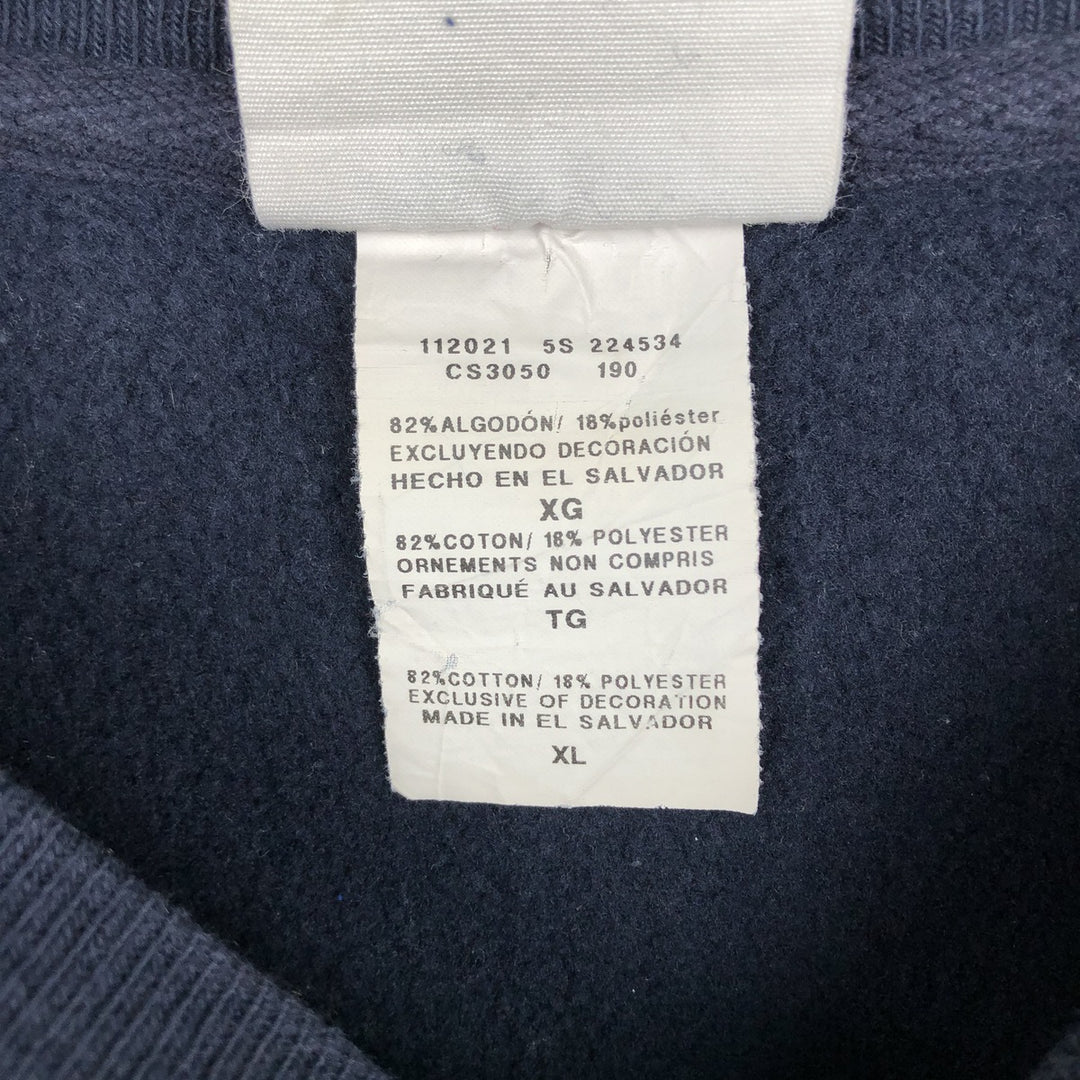 112021 5S 224534
CS3050 190
82%ALGODÓN/ 18%poliéster
EXCLUYENDO DECORACIÓN
HECHO EN EL SALVADOR
XG
82%COTON/ 18% POLYESTER
ORNEMENTS NON COMPRIS
FABRIQUÉ AU SALVADOR
TG
82%COTTON/ 18% POLYESTER
EXCLUSIVE OF DECORATION
MADE IN EL SALVADOR
XL